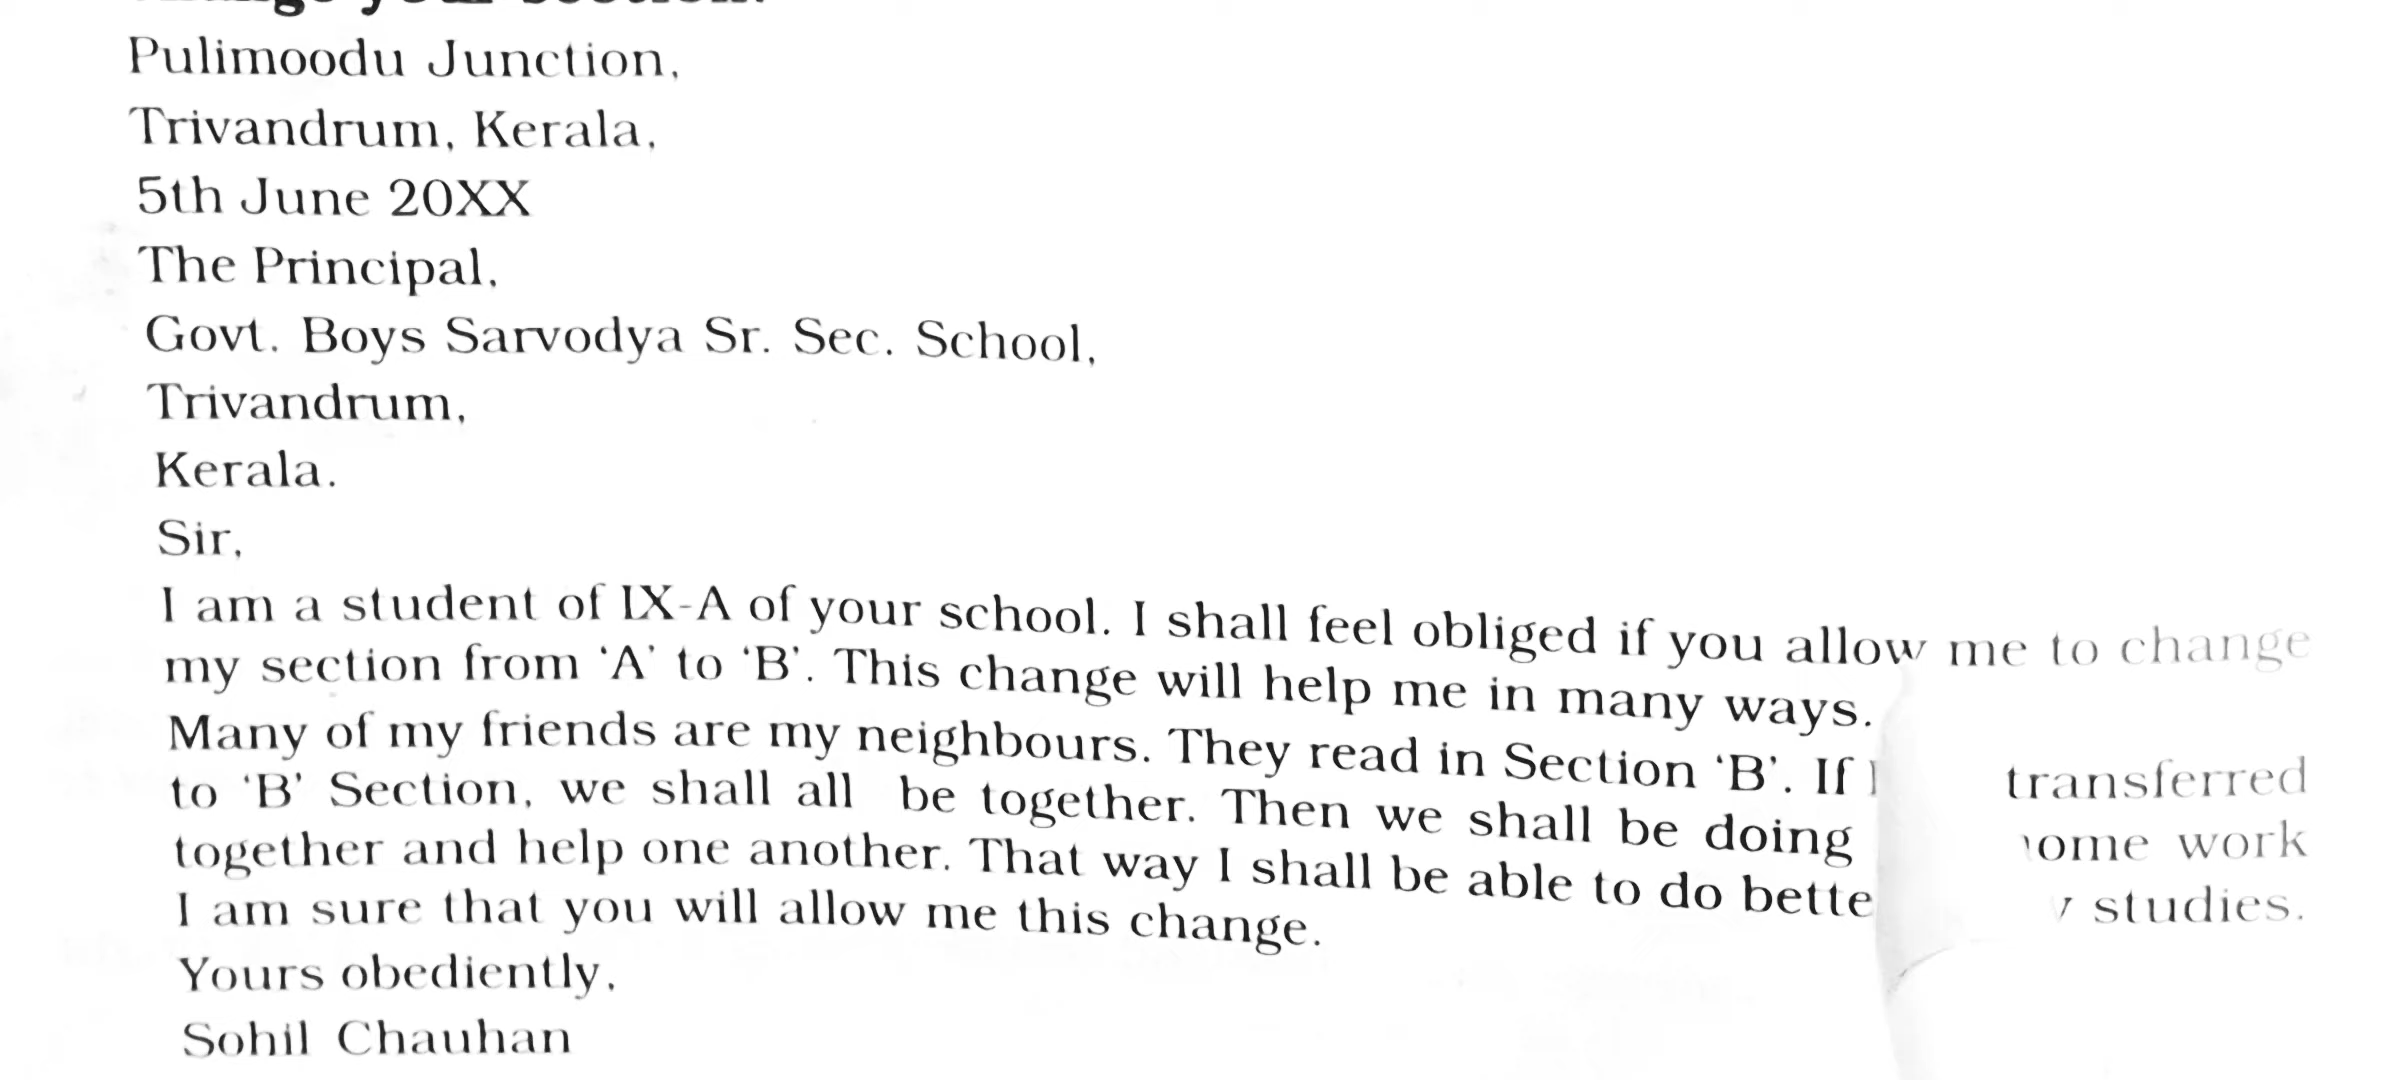 your section.
Pulimoodu Junction,
Trivandrum, Kerala,
5th June 20XX
The Principal,
Govt. Boys Sarvodya Sr. Sec. School,
Trivandrum,
Kerala.
Sir,
I am a student of IX-A of your school. I shall feel obliged if you allow me to change
my section from ‘A’ to ‘B’. This change will help me in many ways.
Many of my friends are my neighbours. They read in Section ‘B’. If I transferred
to ‘B’ Section, we shall all be together. Then we shall be doing work
together and help one another. That way I shall be able to do studies.
I am sure that you will allow me this change.
Yours obediently,
Sohil Chauhan